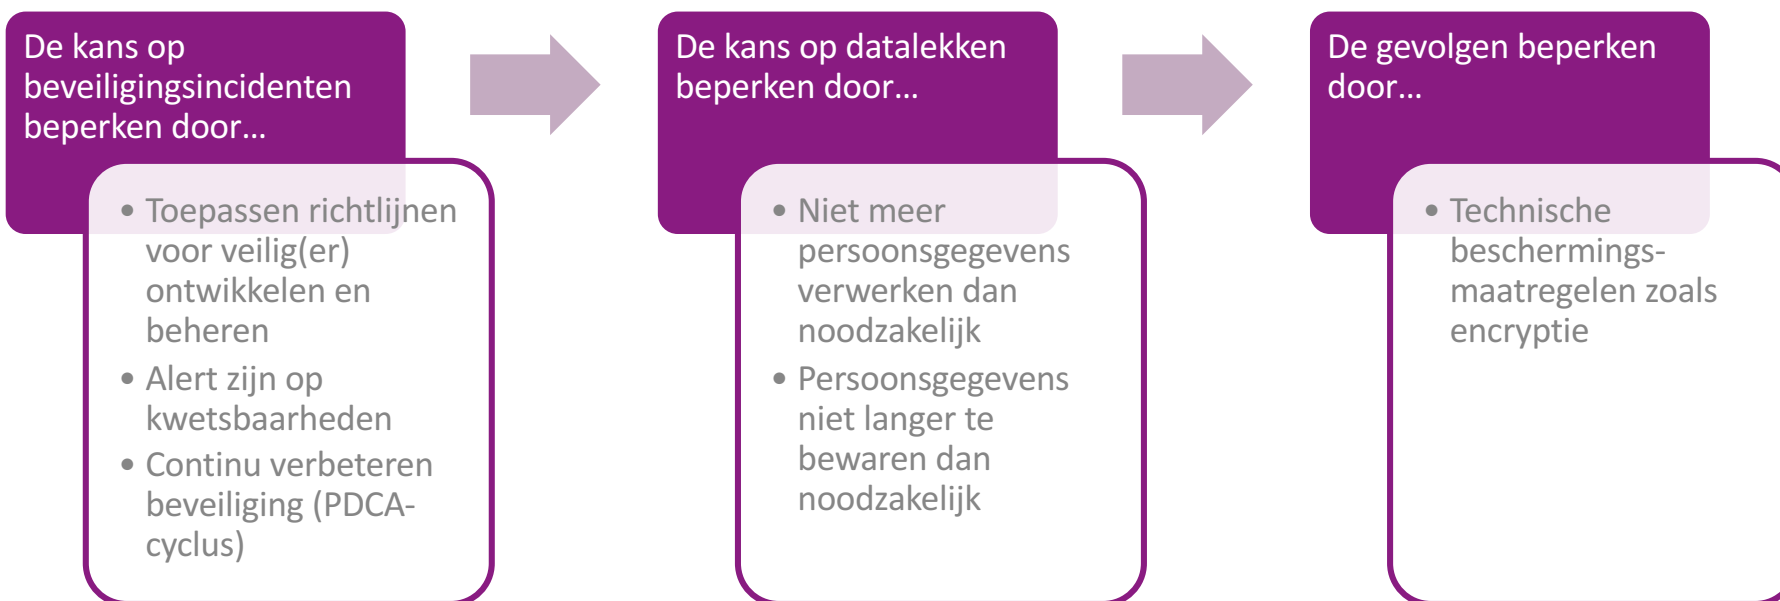 De kans op
beveiligingsincidenten
beperken door...
• Toepassen richtlijnen
voor veilig(er)
ontwikkelen en
beheren
• Alert zijn op
kwetsbaarheden
• Continu verbeteren
beveiliging (PDCA-
cyclus)
De kans op datalekken
beperken door...
• Niet meer
persoonsgegevens
verwerken dan
noodzakelijk
• Persoonsgegevens
niet langer te
bewaren dan
noodzakelijk
De gevolgen beperken
door...
• Technische
beschermings-
maatregelen zoals
encryptie